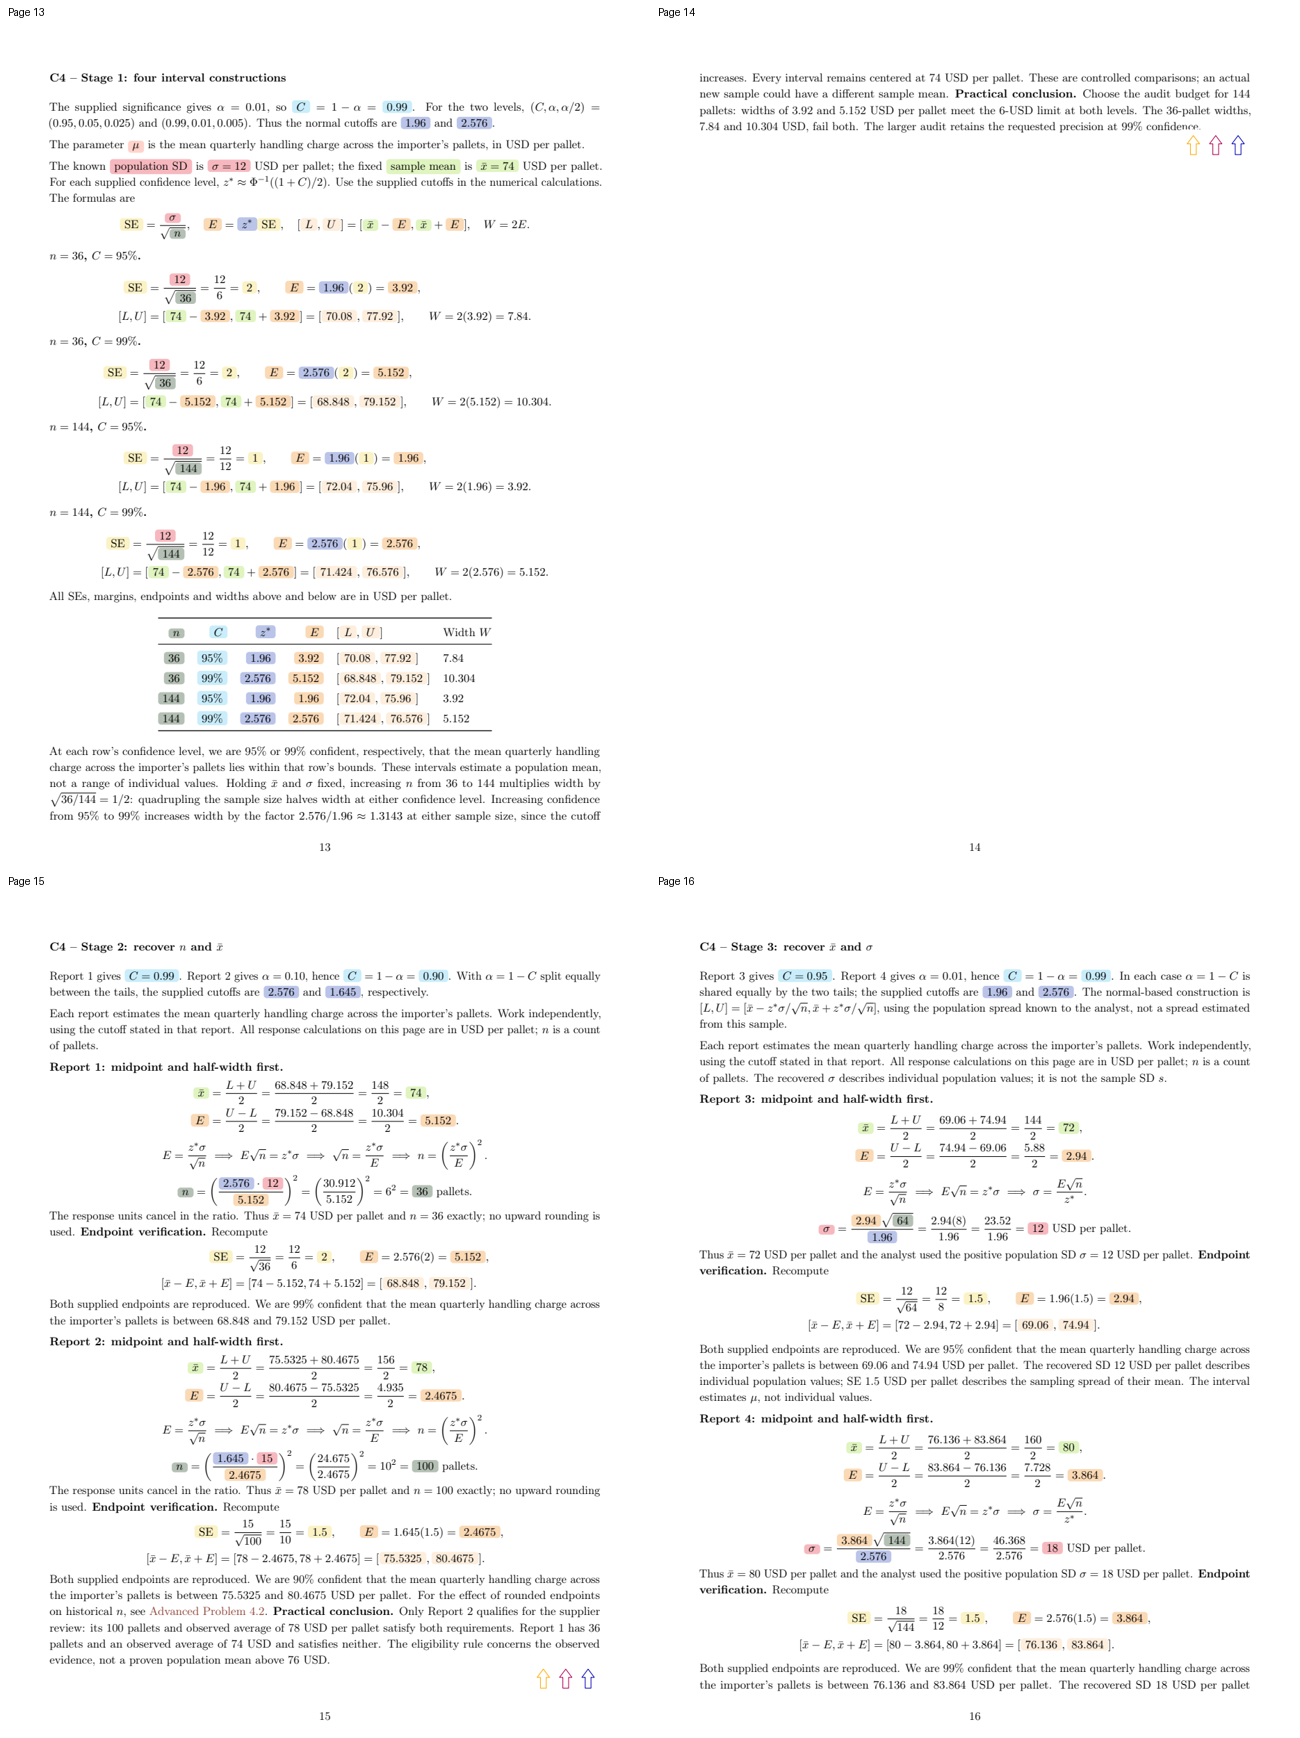 Page 13
C4 – Stage 1: four interval constructions
The supplied significance gives α = 0.01, so C = 1 − α = 0.99. For the two levels, (C, α, α/2) =
(0.95, 0.05, 0.025) and (0.99, 0.01, 0.005). Thus the normal cutoffs are 1.96 and 2.576.
The parameter μ is the mean quarterly handling charge across the importer's pallets, in USD per pallet.
The known population SD is σ = 12 USD per pallet; the fixed sample mean is x̄ = 74 USD per pallet.
For each supplied confidence level, z* ≈ Φ⁻¹((1 + C)/2). Use the supplied cutoffs in the numerical calculations.
The formulas are
SE = σ/√n, E = z* SE, [L, U] = [x̄ − E, x̄ + E], W = 2E.
n = 36, C = 95%.
SE = 12/√36 = 12/6 = 2, E = 1.96(2) = 3.92,
[L, U] = [74 − 3.92, 74 + 3.92] = [70.08, 77.92], W = 2(3.92) = 7.84.
n = 36, C = 99%.
SE = 12/√36 = 12/6 = 2, E = 2.576(2) = 5.152,
[L, U] = [74 − 5.152, 74 + 5.152] = [68.848, 79.152], W = 2(5.152) = 10.304.
n = 144, C = 95%.
SE = 12/√144 = 12/12 = 1, E = 1.96(1) = 1.96,
[L, U] = [74 − 1.96, 74 + 1.96] = [72.04, 75.96], W = 2(1.96) = 3.92.
n = 144, C = 99%.
SE = 12/√144 = 12/12 = 1, E = 2.576(1) = 2.576,
[L, U] = [74 − 2.576, 74 + 2.576] = [71.424, 76.576], W = 2(2.576) = 5.152.
All SEs, margins, endpoints and widths above and below are in USD per pallet.
n C z* E [L, U] Width W
36 95% 1.96 3.92 [70.08, 77.92] 7.84
36 99% 2.576 5.152 [68.848, 79.152] 10.304
144 95% 1.96 1.96 [72.04, 75.96] 3.92
144 99% 2.576 2.576 [71.424, 76.576] 5.152
At each row's confidence level, we are 95% or 99% confident, respectively, that the mean quarterly handling
charge across the importer's pallets lies within that row's bounds. These intervals estimate a population mean,
not a range of individual values. Holding x̄ and σ fixed, increasing n from 36 to 144 multiplies width by
√36/144 = 1/2: quadrupling the sample size halves width at either confidence level. Increasing confidence
from 95% to 99% increases width by the factor 2.576/1.96 ≈ 1.3143 at either sample size, since the cutoff
13
Page 14
increases. Every interval remains centered at 74 USD per pallet. These are controlled comparisons; an actual
new sample could have a different sample mean. Practical conclusion. Choose the audit budget for 144
pallets: widths of 3.92 and 5.152 USD per pallet meet the 6-USD limit at both levels. The 36-pallet widths,
7.84 and 10.304 USD, fail both. The larger audit retains the requested precision at 99% confidence.
14
Page 15
C4 – Stage 2: recover n and x̄
Report 1 gives C = 0.99. Report 2 gives α = 0.10, hence C = 1 − α = 0.90. With α = 1 − C split equally
between the tails, the supplied cutoffs are 2.576 and 1.645, respectively.
Each report estimates the mean quarterly handling charge across the importer's pallets. Work independently,
using the cutoff stated in that report. All response calculations on this page are in USD per pallet; n is a count
of pallets.
Report 1: midpoint and half-width first.
x̄ = (L + U)/2 = (68.848 + 79.152)/2 = 148/2 = 74,
E = (U − L)/2 = (79.152 − 68.848)/2 = 10.304/2 = 5.152.
E = z*σ/√n ⟹ E√n = z*σ ⟹ √n = z*σ/E ⟹ n = (z*σ/E)².
n = (2.576 · 12/5.152)² = (30.912/5.152)² = 6² = 36 pallets.
The response units cancel in the ratio. Thus x̄ = 74 USD per pallet and n = 36 exactly; no upward rounding is
used. Endpoint verification. Recompute
SE = 12/√36 = 12/6 = 2, E = 2.576(2) = 5.152,
[x̄ − E, x̄ + E] = [74 − 5.152, 74 + 5.152] = [68.848, 79.152].
Both supplied endpoints are reproduced. We are 99% confident that the mean quarterly handling charge across
the importer's pallets is between 68.848 and 79.152 USD per pallet.
Report 2: midpoint and half-width first.
x̄ = (L + U)/2 = (75.5325 + 80.4675)/2 = 156/2 = 78,
E = (U − L)/2 = (80.4675 − 75.5325)/2 = 4.935/2 = 2.4675.
E = z*σ/√n ⟹ E√n = z*σ ⟹ √n = z*σ/E ⟹ n = (z*σ/E)².
n = (1.645 · 15/2.4675)² = (24.675/2.4675)² = 10² = 100 pallets.
The response units cancel in the ratio. Thus x̄ = 78 USD per pallet and n = 100 exactly; no upward rounding
is used. Endpoint verification. Recompute
SE = 15/√100 = 15/10 = 1.5, E = 1.645(1.5) = 2.4675,
[x̄ − E, x̄ + E] = [78 − 2.4675, 78 + 2.4675] = [75.5325, 80.4675].
Both supplied endpoints are reproduced. We are 90% confident that the mean quarterly handling charge across
the importer's pallets is between 75.5325 and 80.4675 USD per pallet. For the effect of rounded endpoints
on historical n, see Advanced Problem 4.2. Practical conclusion. Only Report 2 qualifies for the supplier
review: its 100 pallets and observed average of 78 USD per pallet satisfy both requirements. Report 1 has 36
pallets and an observed average of 74 USD and satisfies neither. The eligibility rule concerns the observed
evidence, not a proven population mean above 76 USD.
15
Page 16
C4 – Stage 3: recover x̄ and σ
Report 3 gives C = 0.95. Report 4 gives α = 0.01, hence C = 1 − α = 0.99. In each case α = 1 − C is
shared equally by the two tails; the supplied cutoffs are 1.96 and 2.576. The normal-based construction is
[L, U] = [x̄ − z*σ/√n, x̄ + z*σ/√n], using the population spread known to the analyst, not a spread estimated
from this sample.
Each report estimates the mean quarterly handling charge across the importer's pallets. Work independently,
using the cutoff stated in that report. All response calculations on this page are in USD per pallet; n is a count
of pallets. The recovered σ describes individual population values; it is not the sample SD s.
Report 3: midpoint and half-width first.
x̄ = (L + U)/2 = (69.06 + 74.94)/2 = 144/2 = 72,
E = (U − L)/2 = (74.94 − 69.06)/2 = 5.88/2 = 2.94.
E = z*σ/√n ⟹ E√n = z*σ ⟹ σ = E√n/z*.
σ = 2.94√64/1.96 = 2.94(8)/1.96 = 23.52/1.96 = 12 USD per pallet.
Thus x̄ = 72 USD per pallet and the analyst used the positive population SD σ = 12 USD per pallet. Endpoint
verification. Recompute
SE = 12/√64 = 12/8 = 1.5, E = 1.96(1.5) = 2.94,
[x̄ − E, x̄ + E] = [72 − 2.94, 72 + 2.94] = [69.06, 74.94].
Both supplied endpoints are reproduced. We are 95% confident that the mean quarterly handling charge across
the importer's pallets is between 69.06 and 74.94 USD per pallet. The recovered SD 12 USD per pallet describes
individual population values; SE 1.5 USD per pallet describes the sampling spread of their mean. The interval
estimates μ, not individual values.
Report 4: midpoint and half-width first.
x̄ = (L + U)/2 = (76.136 + 83.864)/2 = 160/2 = 80,
E = (U − L)/2 = (83.864 − 76.136)/2 = 7.728/2 = 3.864.
E = z*σ/√n ⟹ E√n = z*σ ⟹ σ = E√n/z*.
σ = 3.864√144/2.576 = 3.864(12)/2.576 = 46.368/2.576 = 18 USD per pallet.
Thus x̄ = 80 USD per pallet and the analyst used the positive population SD σ = 18 USD per pallet. Endpoint
verification. Recompute
SE = 18/√144 = 18/12 = 1.5, E = 2.576(1.5) = 3.864,
[x̄ − E, x̄ + E] = [80 − 3.864, 80 + 3.864] = [76.136, 83.864].
Both supplied endpoints are reproduced. We are 99% confident that the mean quarterly handling charge across
the importer's pallets is between 76.136 and 83.864 USD per pallet. The recovered SD 18 USD per pallet
16